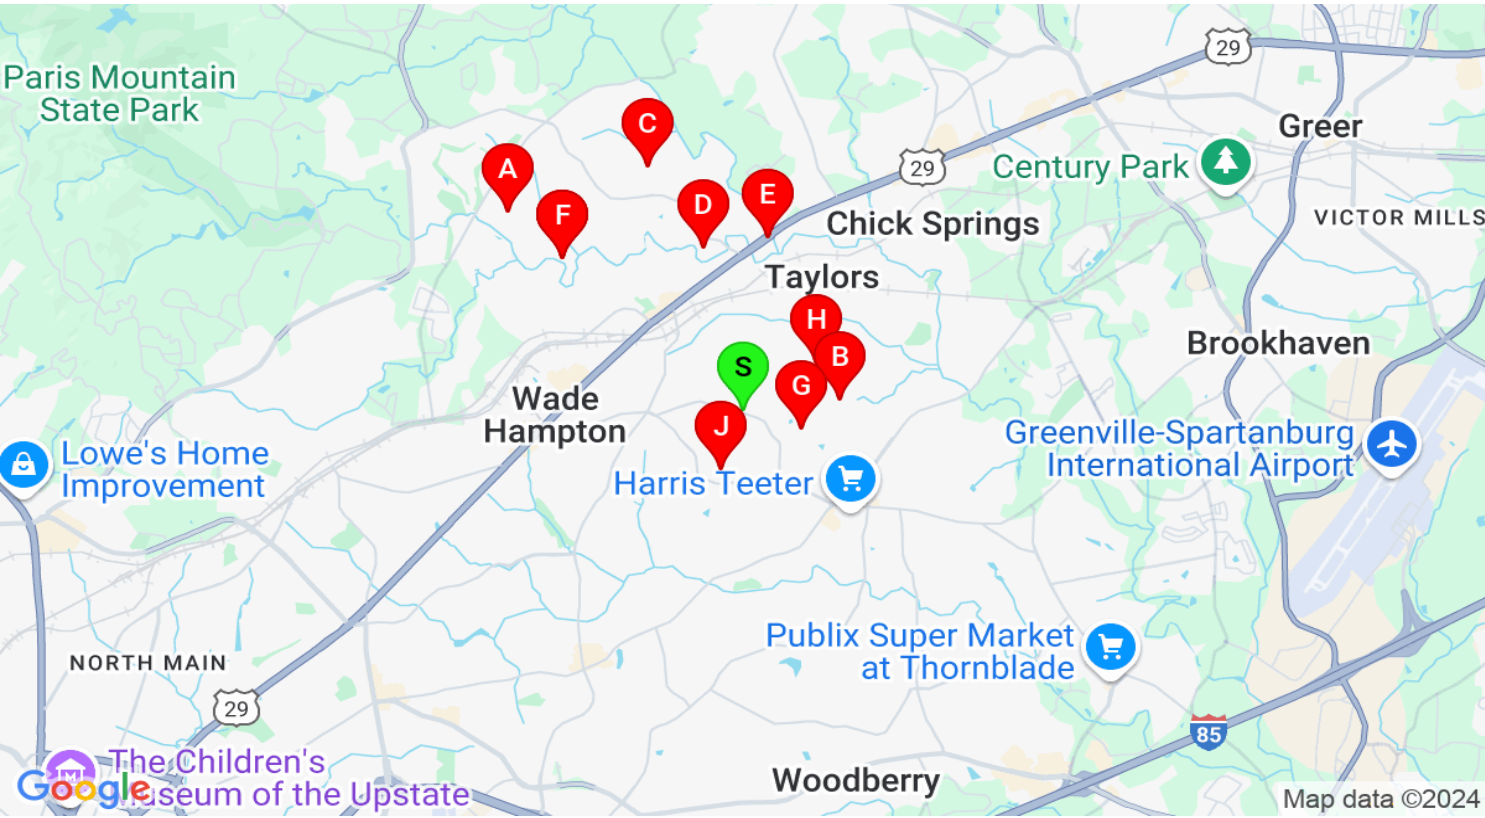 29
Paris Mountain
State Park
Greer
C
Century Park
29
A
E
D
F
VICTOR MILLS
Chick Springs
Taylors
H
Brookhaven
B
S
G
Wade
Hampton
J
Greenville-Spartanburg
International Airport
Lowe's Home
Improvement
Harris Teeter
Publix Super Market
at Thornblade
NORTH MAIN
29
85
The Children's
Museum of the Upstate
Google
Woodberry
Map data ©2024